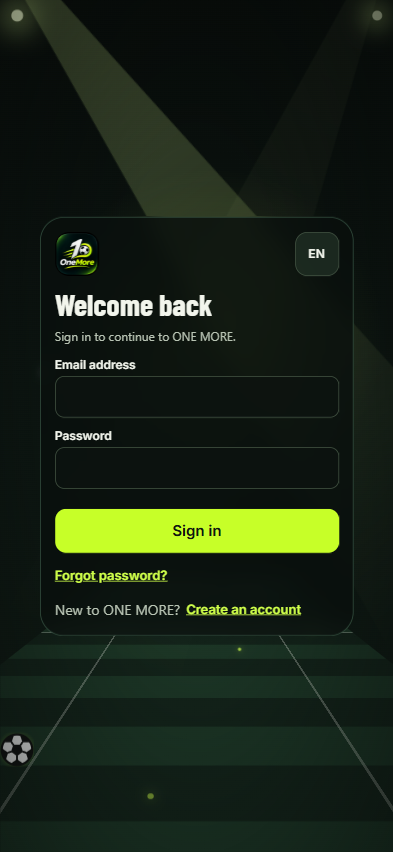 OneMore
EN
Welcome back
Sign in to continue to ONE MORE.
Email address
Password
Sign in
Forgot password?
New to ONE MORE? Create an account